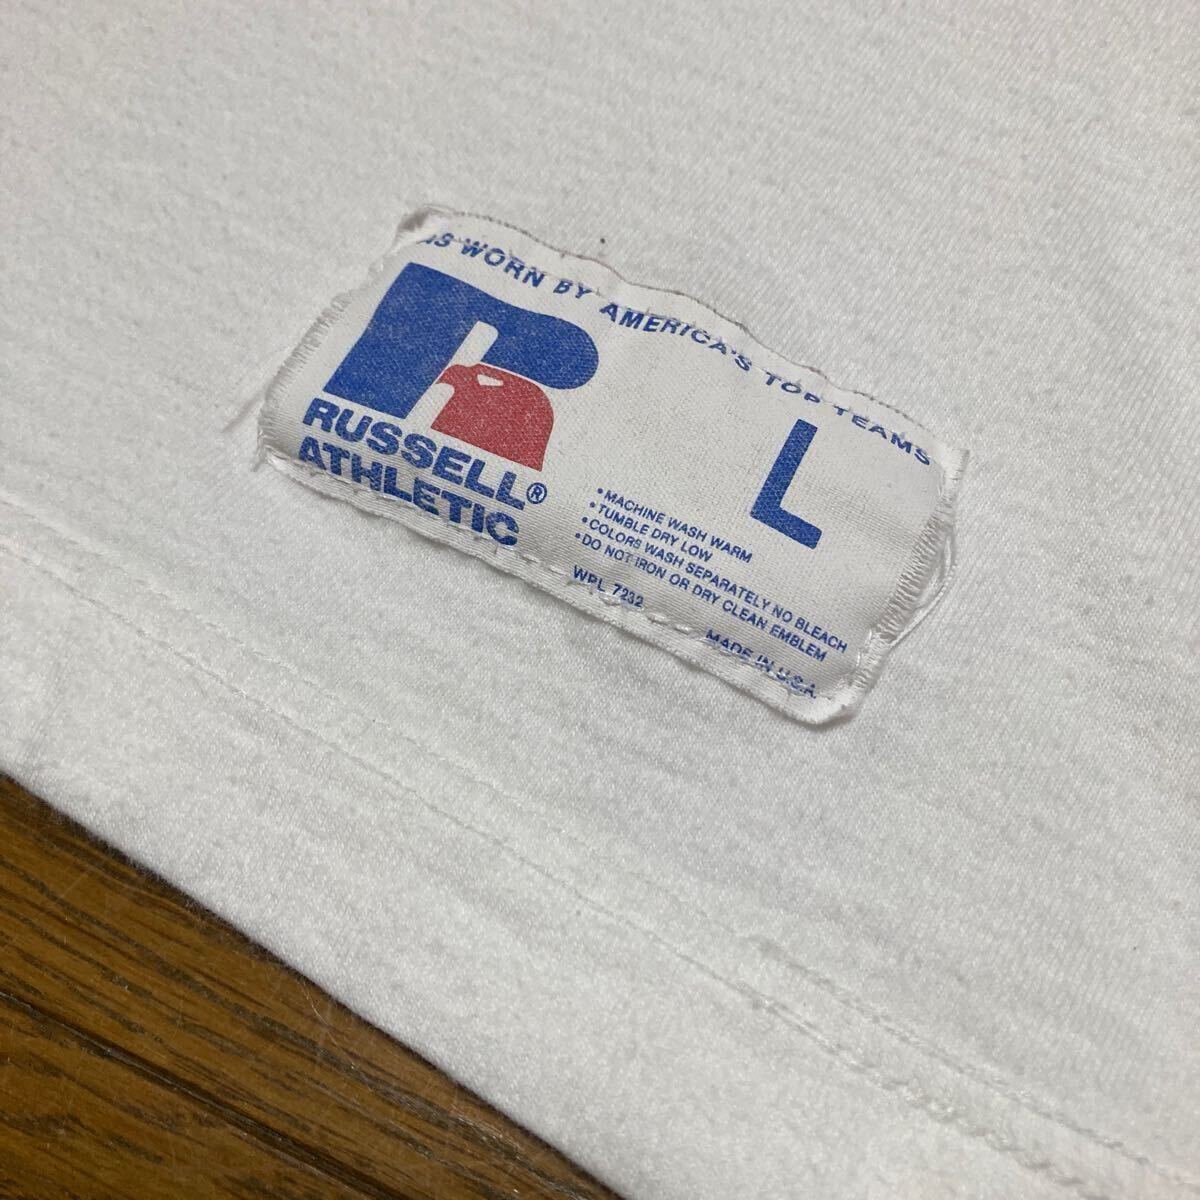 AS WORN BY AMERICA'S TOP TEAMS
RUSSELL
ATHLETIC®
L
•MACHINE WASH WARM
•TUMBLE DRY LOW
•COLORS WASH SEPARATELY NO BLEACH
•DO NOT IRON OR DRY CLEAN EMBLEM
WPL 7232
MADE IN U.S.A.